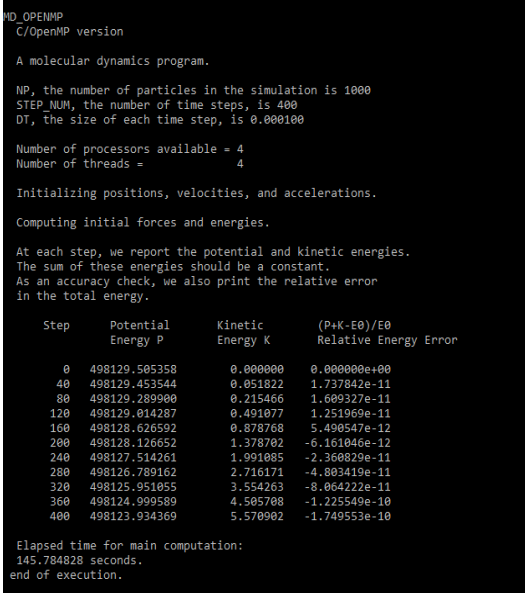 MD_OPENMP
C/OpenMP version
A molecular dynamics program.
NP, the number of particles in the simulation is 1000
STEP_NUM, the number of time steps, is 400
DT, the size of each time step, is 0.000100
Number of processors available = 4
Number of threads = 4
Initializing positions, velocities, and accelerations.
Computing initial forces and energies.
At each step, we report the potential and kinetic energies.
The sum of these energies should be a constant.
As an accuracy check, we also print the relative error
in the total energy.
Step Potential Kinetic (P+K-E0)/E0
Energy P Energy K Relative Energy Error
0 498129.505358 0.000000 0.000000e+00
40 498129.453544 0.051822 1.737842e-11
80 498129.289900 0.215466 1.609327e-11
120 498129.014287 0.491077 1.251969e-11
160 498128.626592 0.878768 5.490547e-12
200 498128.126652 1.378702 -6.161046e-12
240 498127.514261 1.991085 -2.360829e-11
280 498126.789162 2.716171 -4.803419e-11
320 498125.951055 3.554263 -8.064222e-11
360 498124.999589 4.505708 -1.225549e-10
400 498123.934369 5.570902 -1.749553e-10
Elapsed time for main computation:
145.784828 seconds.
end of execution.